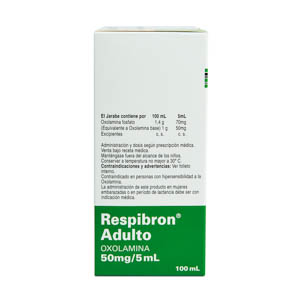 El Jarabe contiene por 100 mL 5mL
Oxolamina fosfato 1,4 g 70mg
(Equivalente a Oxolamina base) 1 g 50mg
Excipientes c. s. c. s.
Administración y dosis según prescripción médica.
Venta bajo receta médica.
Manténgase fuera del alcance de los niños.
Conservar a temperatura no mayor a 30° C.
Contraindicaciones y advertencias: Ver folleto
interno.
Contraindicado en personas con hipersensibilidad a la
Oxolamina.
La administración de este producto en mujeres
embarazadas o en período de lactancia debe ser con
indicación médica.
Respibron®
Adulto
OXOLAMINA
50mg/5mL
100 mL